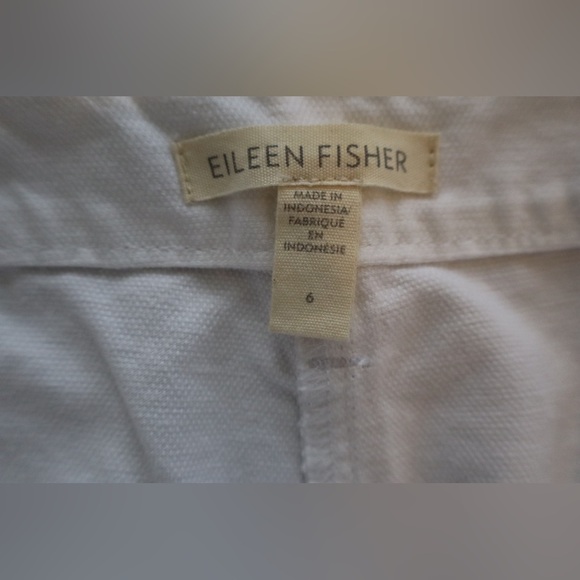 EILEEN FISHER
MADE IN
INDONESIA/
FABRIQUÉ
EN
INDONÉSIE
6